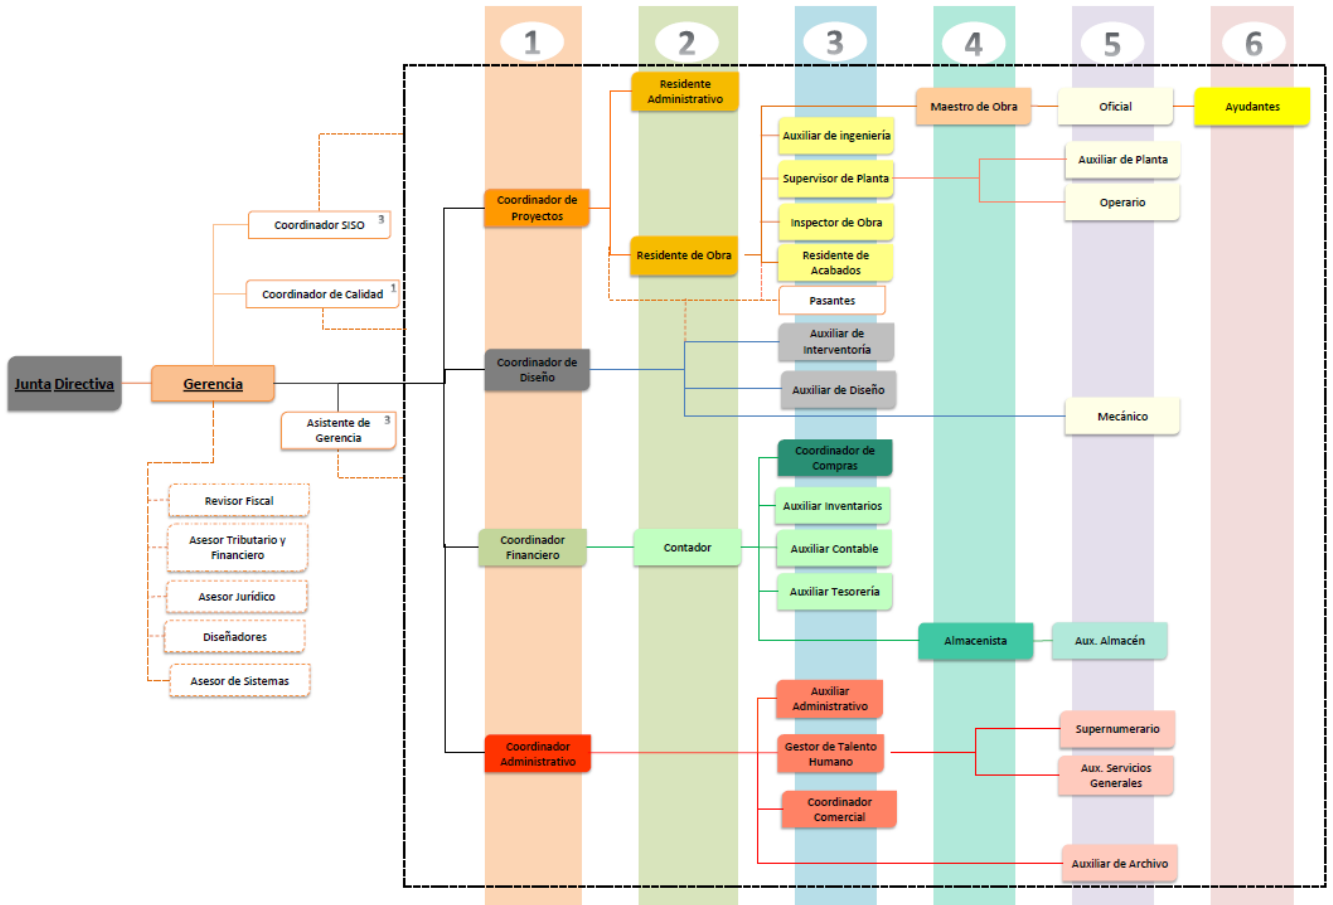 1
2
3
4
5
6
Residente
Administrativo
Maestro de Obra
Oficial
Ayudantes
Auxiliar de ingeniería
Auxiliar de Planta
Supervisor de Planta
Coordinador de
Proyectos
Operario
Coordinador SISO 3
Inspector de Obra
Residente de Obra
Residente de
Acabados
Coordinador de Calidad 1
Pasantes
Auxiliar de
Interventoría
Coordinador de
Diseño
Junta Directiva
Gerencia
Auxiliar de Diseño
Asistente de
Gerencia
3
Mecánico
Coordinador de
Compras
Revisor Fiscal
Auxiliar Inventarios
Asesor Tributario y
Financiero
Coordinador
Financiero
Contador
Auxiliar Contable
Asesor Jurídico
Auxiliar Tesorería
Diseñadores
Almacenista
Aux. Almacén
Asesor de Sistemas
Auxiliar
Administrativo
Supernumerario
Coordinador
Administrativo
Gestor de Talento
Humano
Aux. Servicios
Generales
Coordinador
Comercial
Auxiliar de Archivo